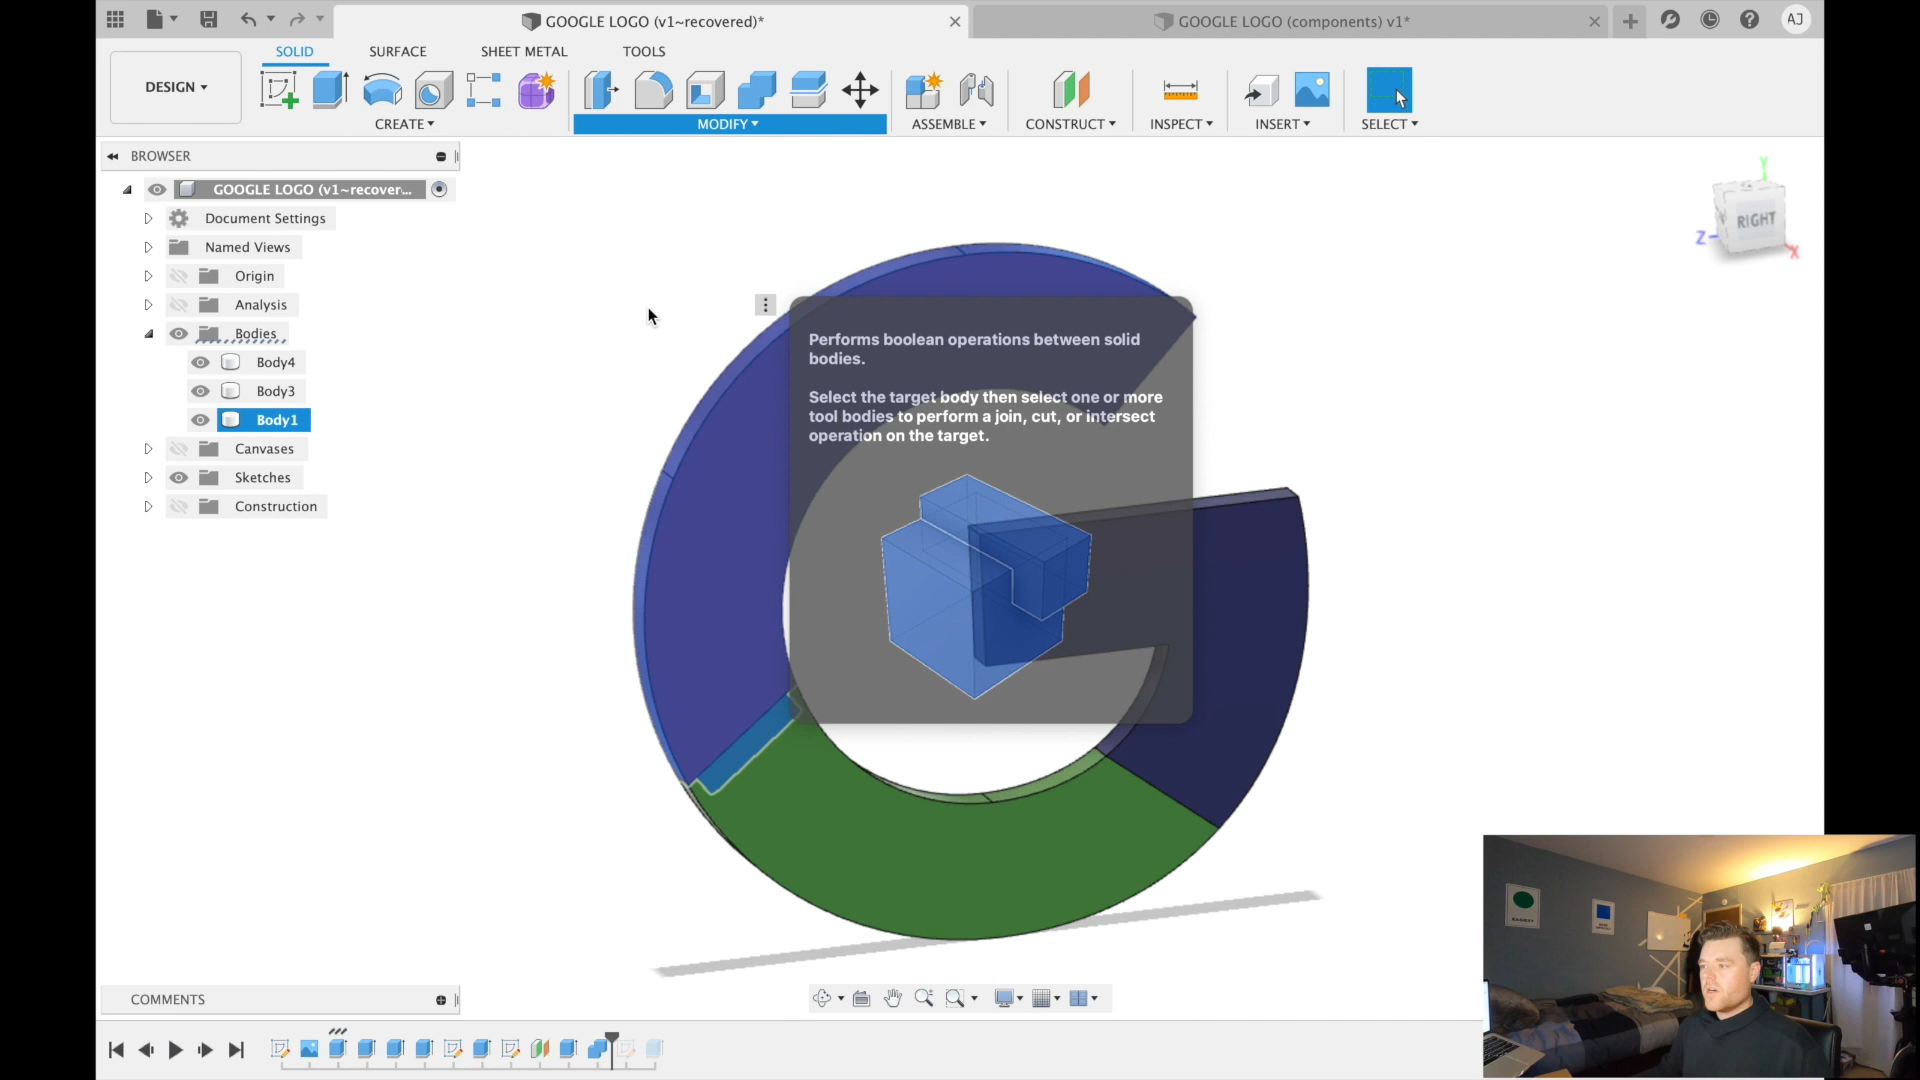 GOOGLE LOGO (v1~recovered)*
GOOGLE LOGO (components) v1*
AJ
DESIGN
SOLID
SURFACE
SHEET METAL
TOOLS
CREATE
MODIFY
ASSEMBLE
CONSTRUCT
INSPECT
INSERT
SELECT
BROWSER
GOOGLE LOGO (v1~recover...
Document Settings
Named Views
Origin
Analysis
Bodies
Body4
Body3
Body1
Canvases
Sketches
Construction
Y
RIGHT
Z
X
Performs boolean operations between solid
bodies.
Select the target body then select one or more
tool bodies to perform a join, cut, or intersect
operation on the target.
COMMENTS